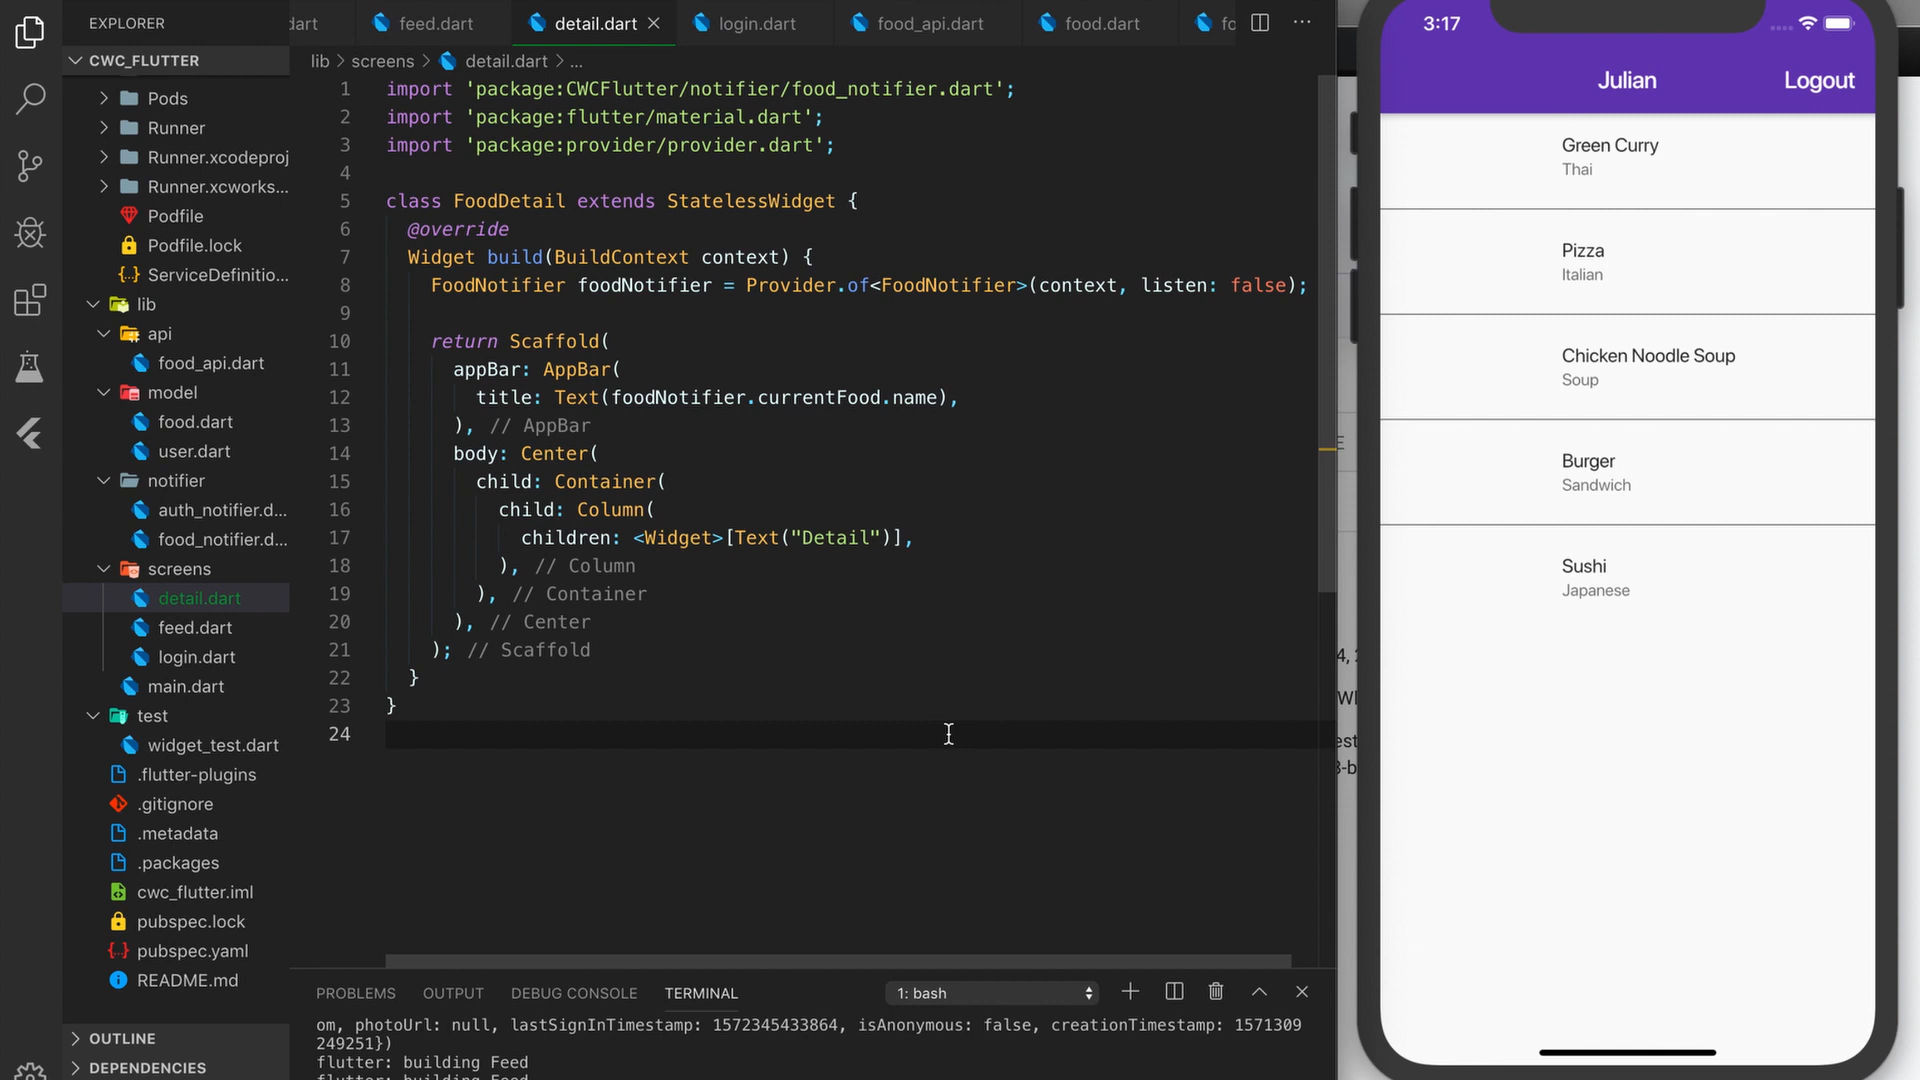 EXPLORER
CWC_FLUTTER
Pods
Runner
Runner.xcodeproj
Runner.xcworks...
Podfile
Podfile.lock
ServiceDefinitio...
lib
api
food_api.dart
model
food.dart
user.dart
notifier
auth_notifier.d...
food_notifier.d...
screens
detail.dart
feed.dart
login.dart
main.dart
test
widget_test.dart
.flutter-plugins
.gitignore
.metadata
.packages
cwc_flutter.iml
pubspec.lock
pubspec.yaml
README.md
OUTLINE
DEPENDENCIES
dart feed.dart detail.dart login.dart food_api.dart food.dart fo
lib > screens > detail.dart > ...
1 import 'package:CWCFlutter/notifier/food_notifier.dart';
2 import 'package:flutter/material.dart';
3 import 'package:provider/provider.dart';
4
5 class FoodDetail extends StatelessWidget {
6 @override
7 Widget build(BuildContext context) {
8 FoodNotifier foodNotifier = Provider.of<FoodNotifier>(context, listen: false);
9
10 return Scaffold(
11 appBar: AppBar(
12 title: Text(foodNotifier.currentFood.name),
13 ), // AppBar
14 body: Center(
15 child: Container(
16 child: Column(
17 children: <Widget>[Text("Detail")],
18 ), // Column
19 ), // Container
20 ), // Center
21 ); // Scaffold
22 }
23 }
24
PROBLEMS OUTPUT DEBUG CONSOLE TERMINAL 1: bash
om, photoUrl: null, lastSignInTimestamp: 1572345433864, isAnonymous: false, creationTimestamp: 1571309
249251})
flutter: building Feed
flutter: building Feed
3:17
Julian Logout
Green Curry
Thai
Pizza
Italian
Chicken Noodle Soup
Soup
Burger
Sandwich
Sushi
Japanese